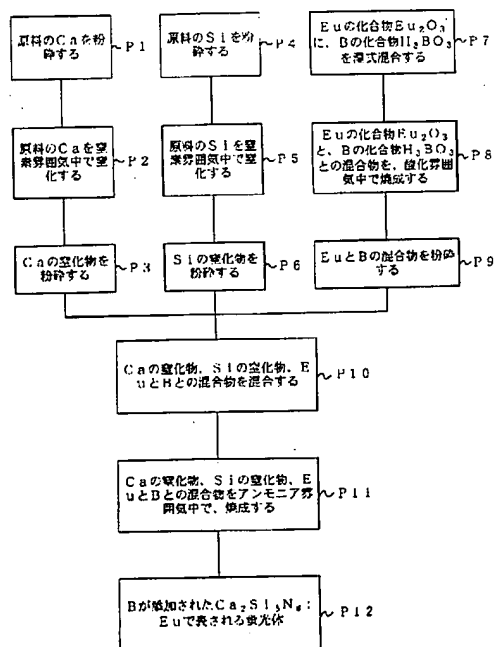 原料のCaを粉
砕する
P1
原料のCaを窒
素雰囲気中で窒
化する
P2
Caの窒化物を
粉砕する
P3
原料のSiを粉
砕する
P4
原料のSiを窒
素雰囲気中で窒
化する
P5
Siの窒化物を
粉砕する
P6
Euの化合物Eu₂O₃
に、Bの化合物H₃BO₃
を湿式混合する
P7
Euの化合物Eu₂O₃
と、Bの化合物H₃BO₃
との混合物を、酸化雰囲
気中で焼成する
P8
EuとBの混合物を粉砕
する
P9
Caの窒化物、Siの窒化物、E
uとBとの混合物を混合する
P10
Caの窒化物、Siの窒化物、E
uとBとの混合物をアンモニア雰
囲気中で、焼成する
P11
Bが添加されたCa₂Si₅N₈:
Euで表される蛍光体
P12